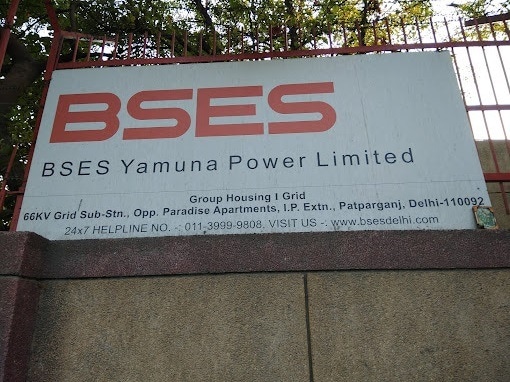 BSES
BSES Yamuna Power Limited
Group Housing I Grid
66KV Grid Sub-Stn., Opp. Paradise Apartments, I.P. Extn., Patparganj, Delhi-110092
24x7 HELPLINE NO. -: 011-3999-9808. VISIT US -: www.bsesdelhi.com